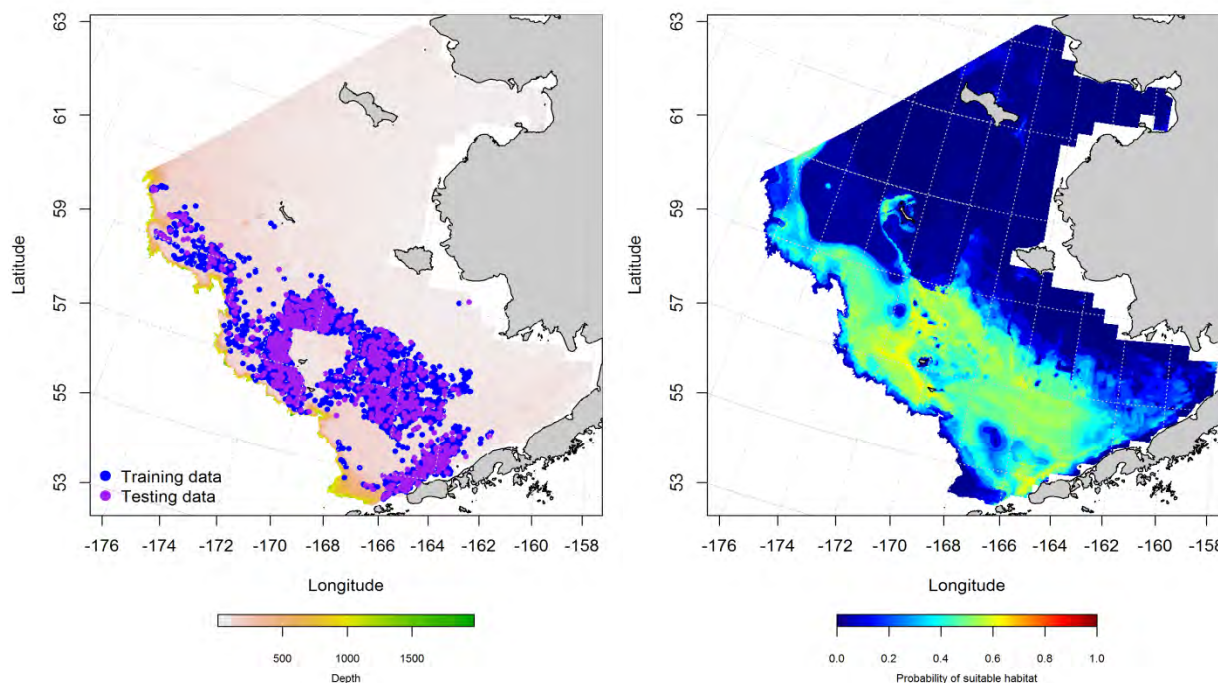 63
61
59
57
55
53
Latitude
Training data
Testing data
-176 -174 -172 -170 -168 -166 -164 -162 -160 -158
Longitude
500 1000 1500
Depth
63
61
59
57
55
53
Latitude
-176 -174 -172 -170 -168 -166 -164 -162 -160 -158
Longitude
0.0 0.2 0.4 0.6 0.8 1.0
Probability of suitable habitat